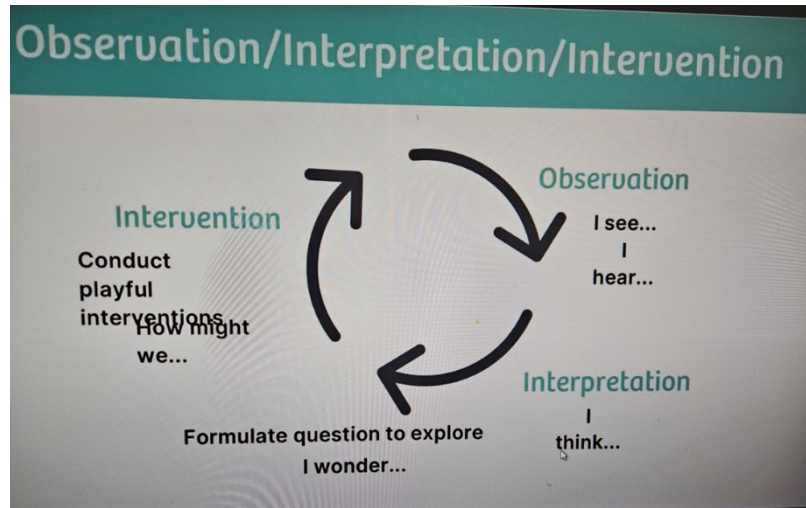 Observation/Interpretation/Intervention
Observation
I see...
I
hear...
Interpretation
I
think...
Formulate question to explore
I wonder...
Intervention
Conduct
playful
interventions
How might
we...